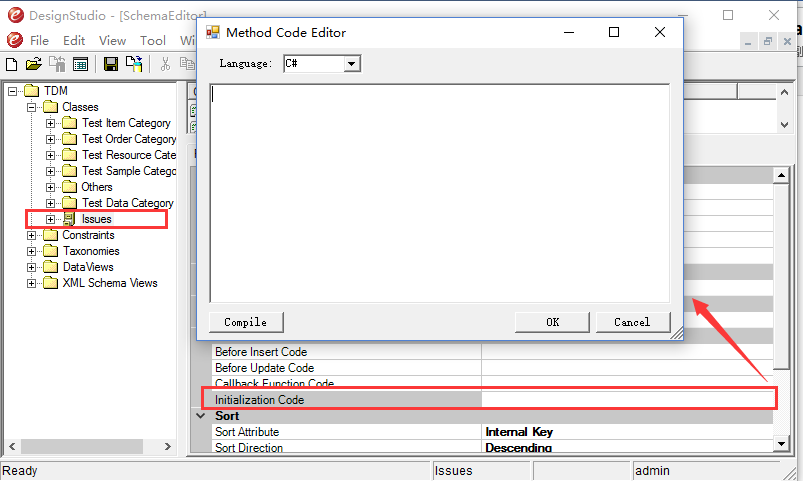 DesignStudio - [SchemaEditor]
Method Code Editor
File Edit View Tool Wi
Language: C#
TDM
Classes
Test Item Category
Test Order Category
Test Resource Cate
Test Sample Catego
Others
Test Data Category
Issues
Constraints
Taxonomies
DataViews
XML Schema Views
Compile OK Cancel
Before Insert Code
Before Update Code
Callback Function Code
Initialization Code
Sort
Sort Attribute Internal Key
Sort Direction Descending
Ready Issues admin